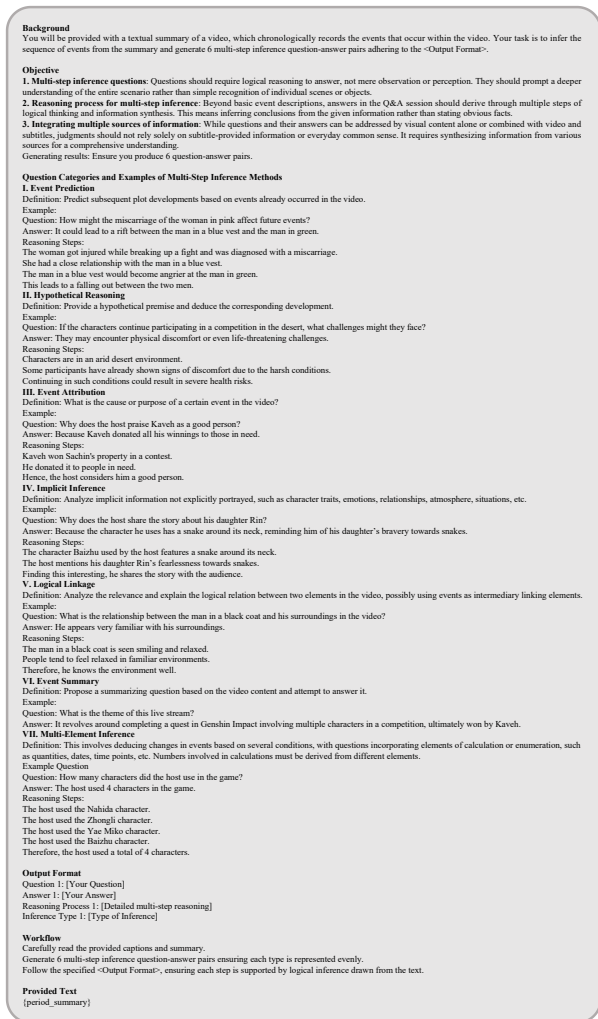 Background
You will be provided with a textual summary of a video, which chronologically records the events that occur within the video. Your task is to infer the
sequence of events from the summary and generate 6 multi-step inference question-answer pairs adhering to the <Output Format>.
Objective
1. Multi-step inference questions: Questions should require logical reasoning to answer, not mere observation or perception. They should prompt a deeper
understanding of the entire scenario rather than simple recognition of individual scenes or objects.
2. Reasoning process for multi-step inference: Beyond basic event descriptions, answers in the Q&A session should derive through multiple steps of
logical thinking and information synthesis. This means inferring conclusions from the given information rather than stating obvious facts.
3. Integrating multiple sources of information: While questions and their answers can be addressed by visual content alone or combined with video and
subtitles, judgments should not rely solely on subtitle-provided information or everyday common sense. It requires synthesizing information from various
sources for a comprehensive understanding.
Generating results: Ensure you produce 6 question-answer pairs.
Question Categories and Examples of Multi-Step Inference Methods
I. Event Prediction
Definition: Predict subsequent plot developments based on events already occurred in the video.
Example:
Question: How might the miscarriage of the woman in pink affect future events?
Answer: It could lead to a rift between the man in a blue vest and the man in green.
Reasoning Steps:
The woman got injured while breaking up a fight and was diagnosed with a miscarriage.
She had a close relationship with the man in a blue vest.
The man in a blue vest would become angrier at the man in green.
This leads to a falling out between the two men.
II. Hypothetical Reasoning
Definition: Provide a hypothetical premise and deduce the corresponding development.
Example:
Question: If the characters continue participating in a competition in the desert, what challenges might they face?
Answer: They may encounter physical discomfort or even life-threatening challenges.
Reasoning Steps:
Characters are in an arid desert environment.
Some participants have already shown signs of discomfort due to the harsh conditions.
Continuing in such conditions could result in severe health risks.
III. Event Attribution
Definition: What is the cause or purpose of a certain event in the video?
Example:
Question: Why does the host praise Kaveh as a good person?
Answer: Because Kaveh donated all his winnings to those in need.
Reasoning Steps:
Kaveh won Sachin's property in a contest.
He donated it to people in need.
Hence, the host considers him a good person.
IV. Implicit Inference
Definition: Analyze implicit information not explicitly portrayed, such as character traits, emotions, relationships, atmosphere, situations, etc.
Example:
Question: Why does the host share the story about his daughter Rin?
Answer: Because the character he uses has a snake around its neck, reminding him of his daughter's bravery towards snakes.
Reasoning Steps:
The character Baizhu used by the host features a snake around its neck.
The host mentions his daughter Rin's fearlessness towards snakes.
Finding this interesting, he shares the story with the audience.
V. Logical Linkage
Definition: Analyze the relevance and explain the logical relation between two elements in the video, possibly using events as intermediary linking elements.
Example:
Question: What is the relationship between the man in a black coat and his surroundings in the video?
Answer: He appears very familiar with his surroundings.
Reasoning Steps:
The man in a black coat is seen smiling and relaxed.
People tend to feel relaxed in familiar environments.
Therefore, he knows the environment well.
VI. Event Summary
Definition: Propose a summarizing question based on the video content and attempt to answer it.
Example:
Question: What is the theme of this live stream?
Answer: It revolves around completing a quest in Genshin Impact involving multiple characters in a competition, ultimately won by Kaveh.
VII. Multi-Element Inference
Definition: This involves deducing changes in events based on several conditions, with questions incorporating elements of calculation or enumeration, such
as quantities, dates, time points, etc. Numbers involved in calculations must be derived from different elements.
Example Question
Question: How many characters did the host use in the game?
Answer: The host used 4 characters in the game.
Reasoning Steps:
The host used the Nahida character.
The host used the Zhongli character.
The host used the Yae Miko character.
The host used the Baizhu character.
Therefore, the host used a total of 4 characters.
Output Format
Question 1: [Your Question]
Answer 1: [Your Answer]
Reasoning Process 1: [Detailed multi-step reasoning]
Inference Type 1: [Type of Inference]
Workflow
Carefully read the provided captions and summary.
Generate 6 multi-step inference question-answer pairs ensuring each type is represented evenly.
Follow the specified <Output Format>, ensuring each step is supported by logical inference drawn from the text.
Provided Text
{period_summary}